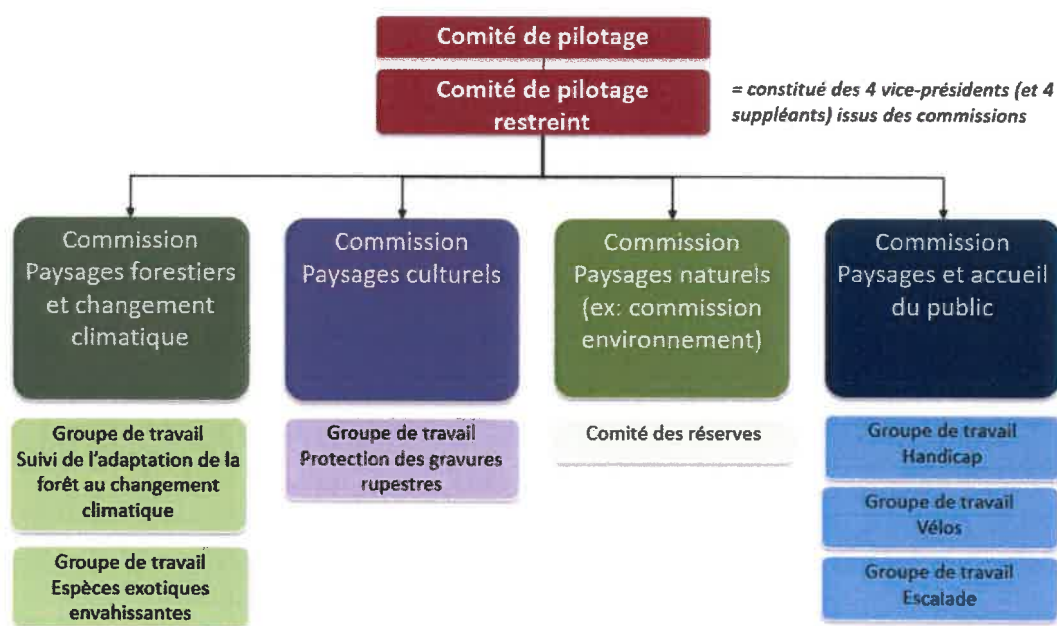 Comité de pilotage
Comité de pilotage
restreint
= constitué des 4 vice-présidents (et 4
suppléants) issus des commissions
Commission
Paysages forestiers
et changement
climatique
Commission
Paysages culturels
Commission
Paysages naturels
(ex: commission
environnement)
Commission
Paysages et accueil
du public
Groupe de travail
Suivi de l'adaptation de la
forêt au changement
climatique
Groupe de travail
Espèces exotiques
envahissantes
Groupe de travail
Protection des gravures
rupestres
Comité des réserves
Groupe de travail
Handicap
Groupe de travail
Vélos
Groupe de travail
Escalade